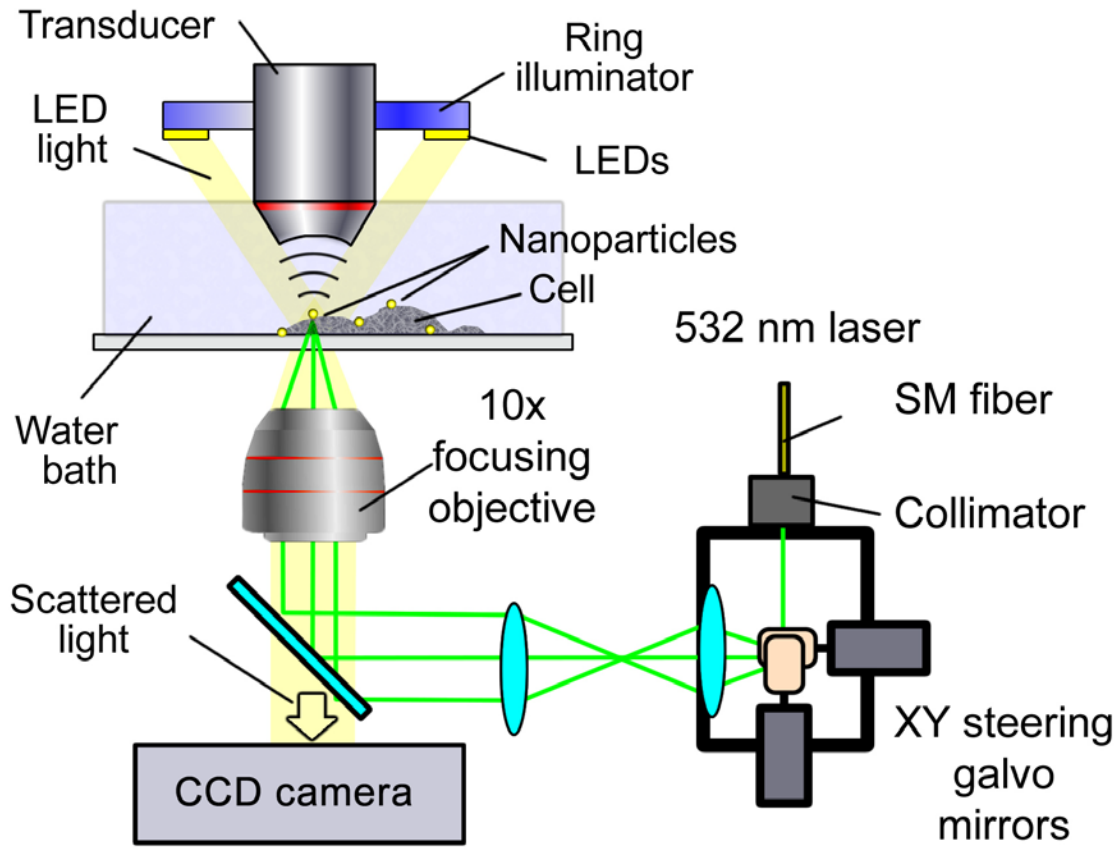 Transducer
Ring
illuminator
LED
light
LEDs
Nanoparticles
Cell
532 nm laser
Water
bath
10x
focusing
objective
SM fiber
Collimator
Scattered
light
XY steering
galvo
mirrors
CCD camera